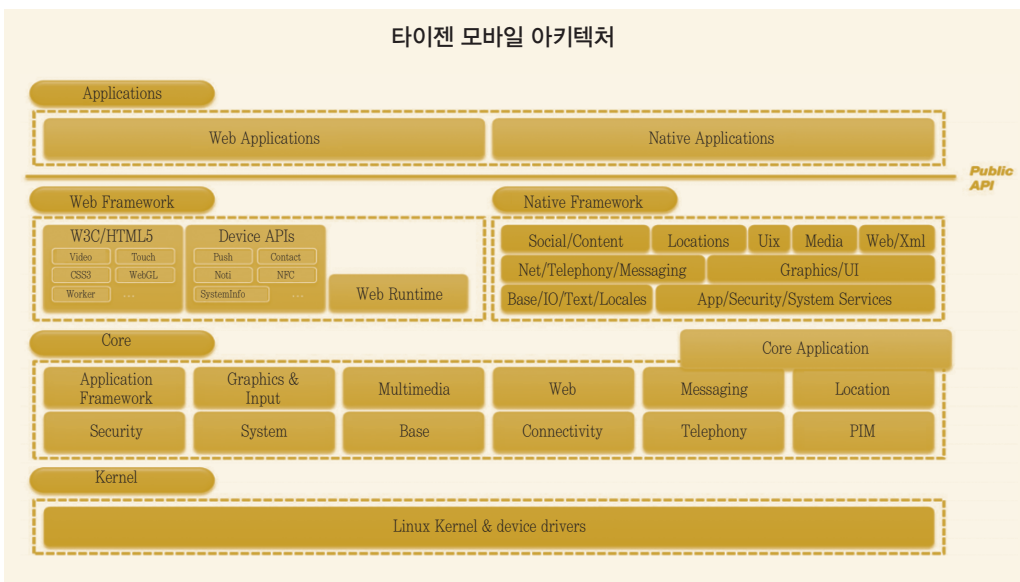 타이젠 모바일 아키텍처
Applications
Web Applications
Native Applications
Public
API
Web Framework
W3C/HTML5
Video
Touch
CSS3
WebGL
Worker
...
Device APIs
Push
Contact
Noti
NFC
SystemInfo
...
Web Runtime
Native Framework
Social/Content
Locations
Uix
Media
Web/Xml
Net/Telephony/Messaging
Graphics/UI
Base/IO/Text/Locales
App/Security/System Services
Core
Core Application
Application
Framework
Graphics &
Input
Multimedia
Web
Messaging
Location
Security
System
Base
Connectivity
Telephony
PIM
Kernel
Linux Kernel & device drivers